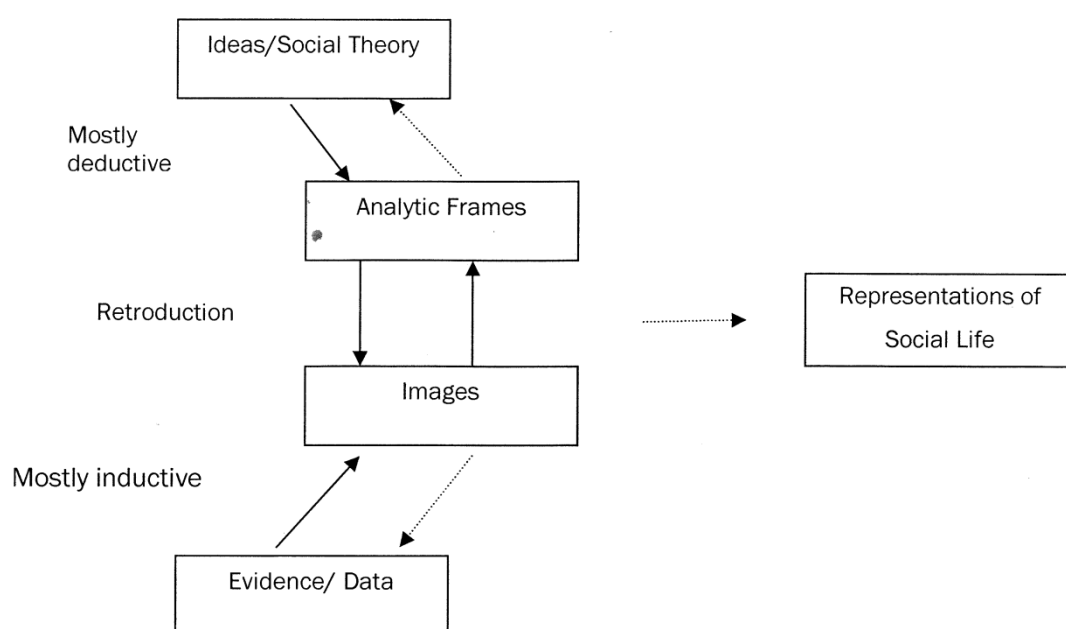 Ideas/Social Theory
Mostly
deductive
Analytic Frames
Retroduction
Representations of
Social Life
Images
Mostly inductive
Evidence/ Data